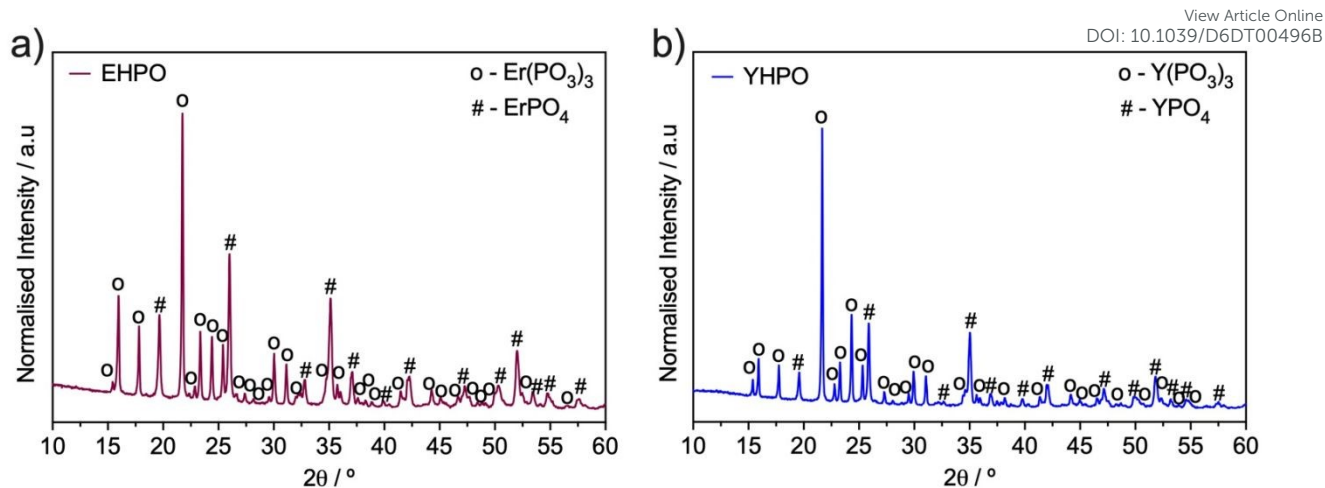 View Article Online
DOI: 10.1039/D6DT00496B
a)
EHPO
o - Er(PO₃)₃
# - ErPO₄
Normalised Intensity / a.u
10 15 20 25 30 35 40 45 50 55 60
2θ / º
b)
YHPO
o - Y(PO₃)₃
# - YPO₄
Normalised Intensity / a.u
10 15 20 25 30 35 40 45 50 55 60
2θ / º